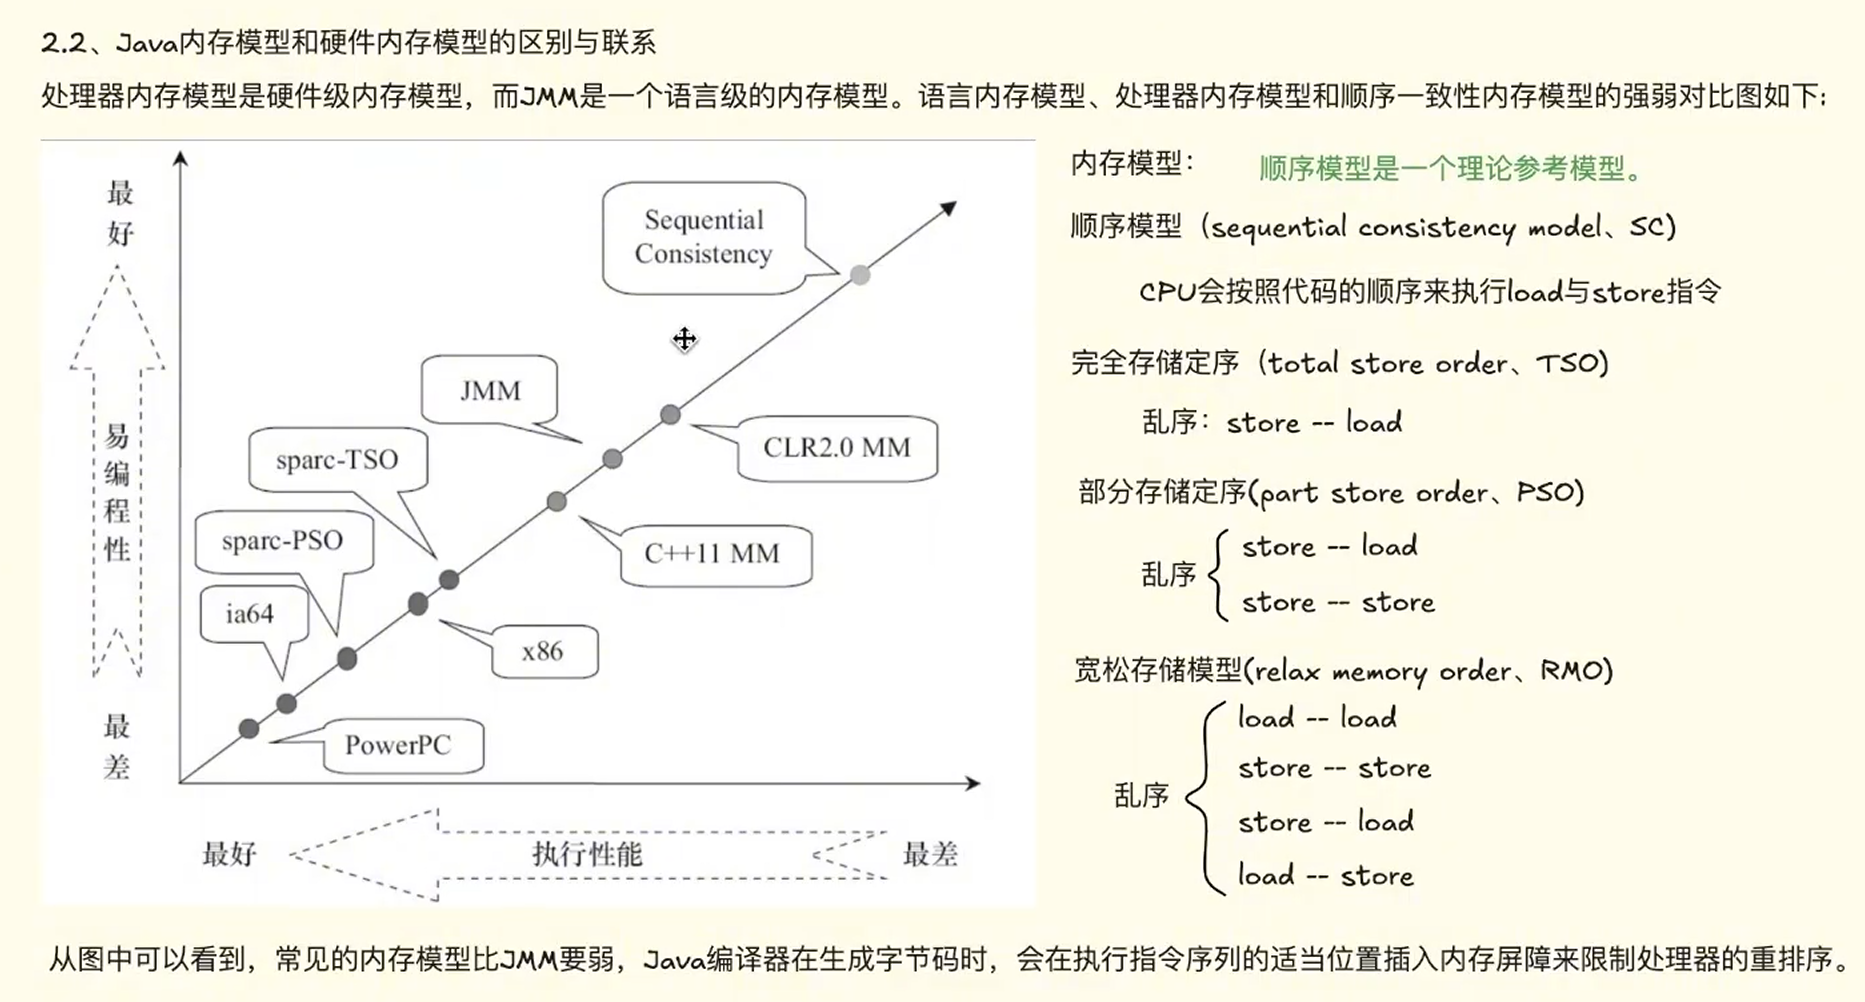 2.2、Java内存模型和硬件内存模型的区别与联系
处理器内存模型是硬件级内存模型，而JMM是一个语言级的内存模型。语言内存模型、处理器内存模型和顺序一致性内存模型的强弱对比图如下：
最好
易编程性
最差
Sequential
Consistency
JMM
CLR2.0 MM
sparc-TSO
C++11 MM
sparc-PSO
ia64
x86
PowerPC
最好
执行性能
最差
内存模型：
顺序模型是一个理论参考模型。
顺序模型（sequential consistency model、SC）
CPU会按照代码的顺序来执行load与store指令
完全存储定序（total store order、TSO）
乱序：store -- load
部分存储定序(part store order、PSO)
乱序
store -- load
store -- store
宽松存储模型(relax memory order、RMO)
乱序
load -- load
store -- store
store -- load
load -- store
从图中可以看到，常见的内存模型比JMM要弱，Java编译器在生成字节码时，会在执行指令序列的适当位置插入内存屏障来限制处理器的重排序。